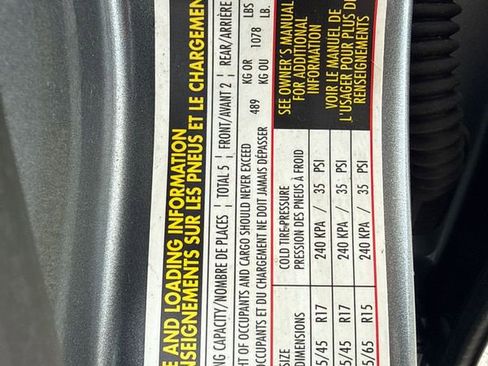 E AND LOADING INFORMATION
NSEIGNEMENTS SUR LES PNEUS ET LE CHARGEMENT
NG CAPACITY/NOMBRE DE PLACES | TOTAL 5 | FRONT/AVANT 2 | REAR/ARRIÈRE
HT OF OCCUPANTS AND CARGO SHOULD NEVER EXCEED 489 KG OR 1078 LBS
OCCUPANTS ET DU CHARGEMENT NE DOIT JAMAIS DÉPASSER KG OU LB.
SIZE COLD TIRE-PRESSURE
DIMENSIONS PRESSION DES PNEUS À FROID
5/45 R17 240 KPA / 35 PSI
5/45 R17 240 KPA / 35 PSI
5/65 R15 240 KPA / 35 PSI
SEE OWNER'S MANUAL
FOR ADDITIONAL
INFORMATION
VOIR LE MANUEL DE
L'USAGER POUR PLUS DE
RENSEIGNEMENTS